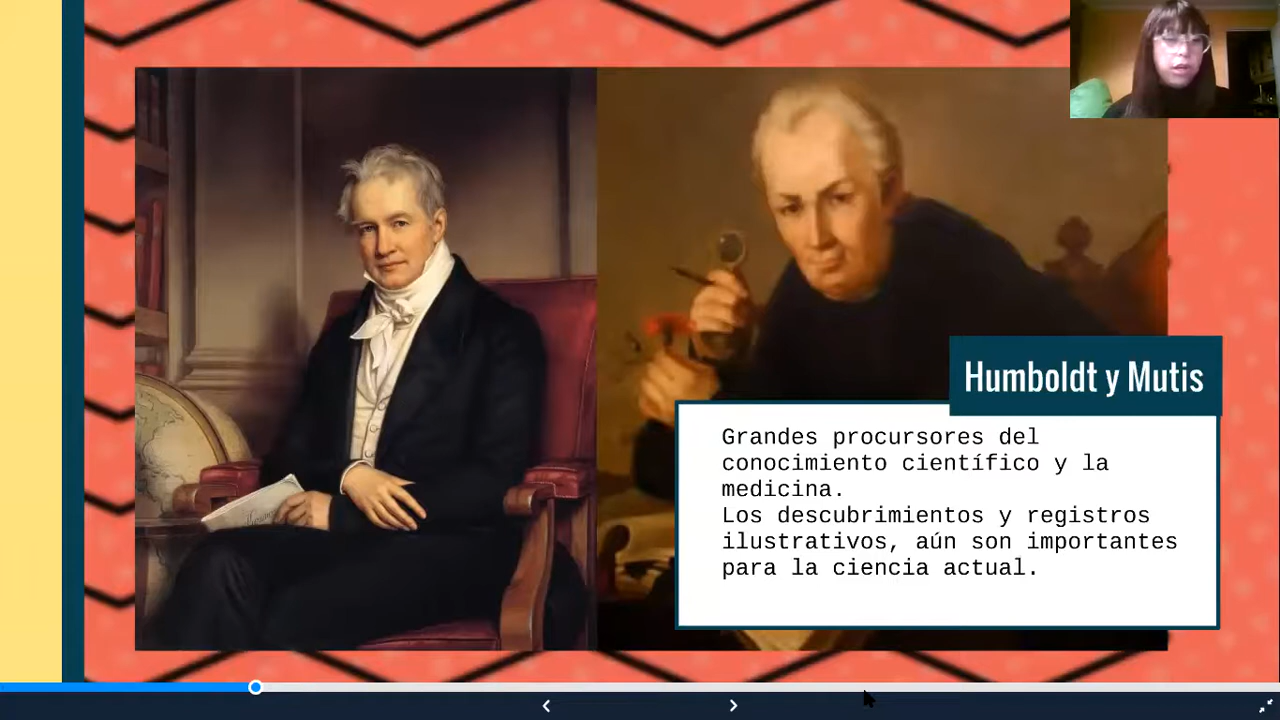 Humboldt y Mutis
Grandes procursores del
conocimiento científico y la
medicina.
Los descubrimientos y registros
ilustrativos, aún son importantes
para la ciencia actual.